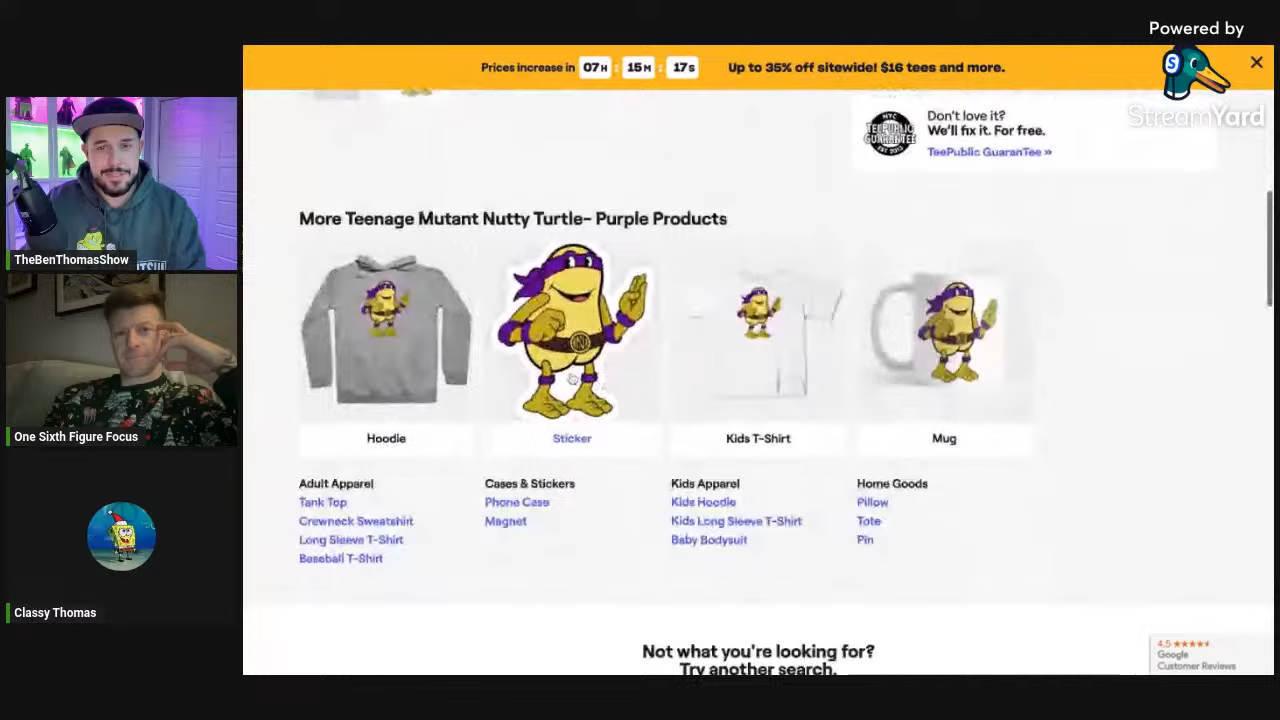 Powered by
StreamYard
Prices increase in 07H : 15M : 17S Up to 35% off sitewide! $16 tees and more.
NYC
TEEPUBLIC
GUARANTEE
Don't love it?
We'll fix it. For free.
TeePublic GuaranTee »
TheBenThomasShow
One Sixth Figure Focus
Classy Thomas
More Teenage Mutant Nutty Turtle- Purple Products
N
Hoodie
Sticker
Kids T-Shirt
Mug
Adult Apparel
Tank Top
Crewneck Sweatshirt
Long Sleeve T-Shirt
Baseball T-Shirt
Cases & Stickers
Phone Case
Magnet
Kids Apparel
Kids Hoodie
Kids Long Sleeve T-Shirt
Baby Bodysuit
Home Goods
Pillow
Tote
Pin
Not what you're looking for?
Try another search.
4.5 ★★★★★
Google
Customer Reviews